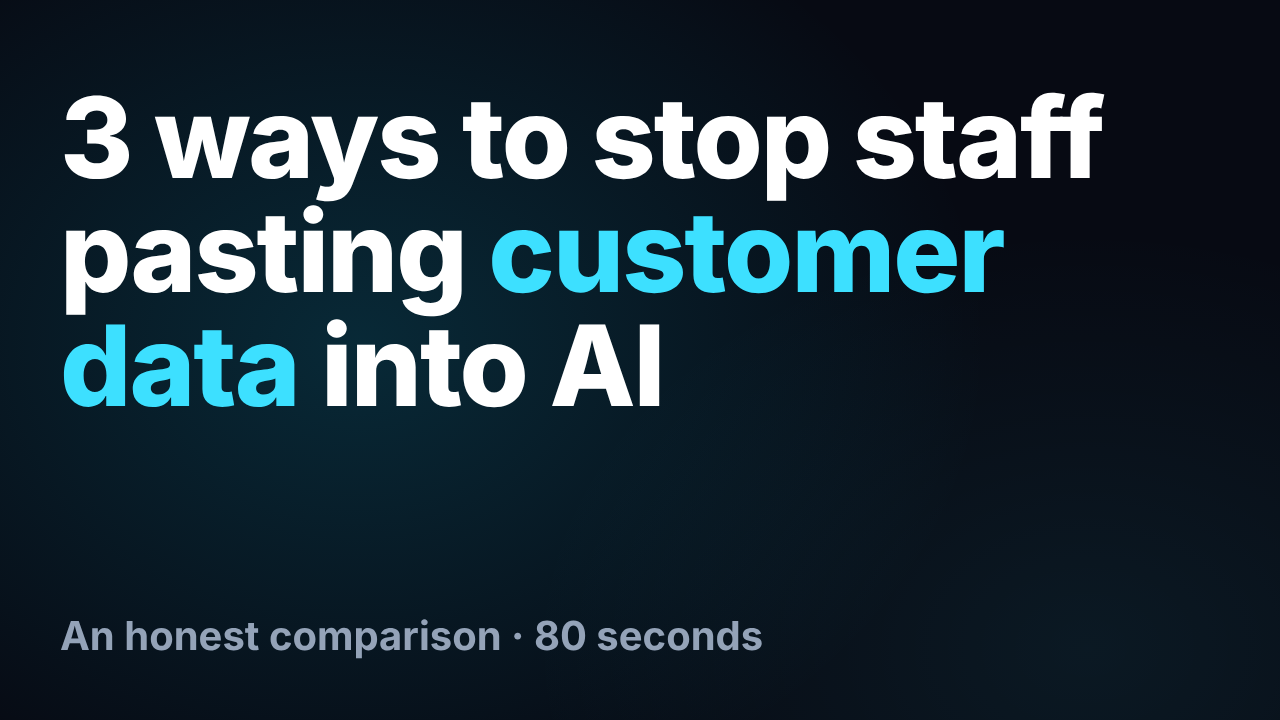 3 ways to stop staff
pasting customer
data into AI
An honest comparison · 80 seconds